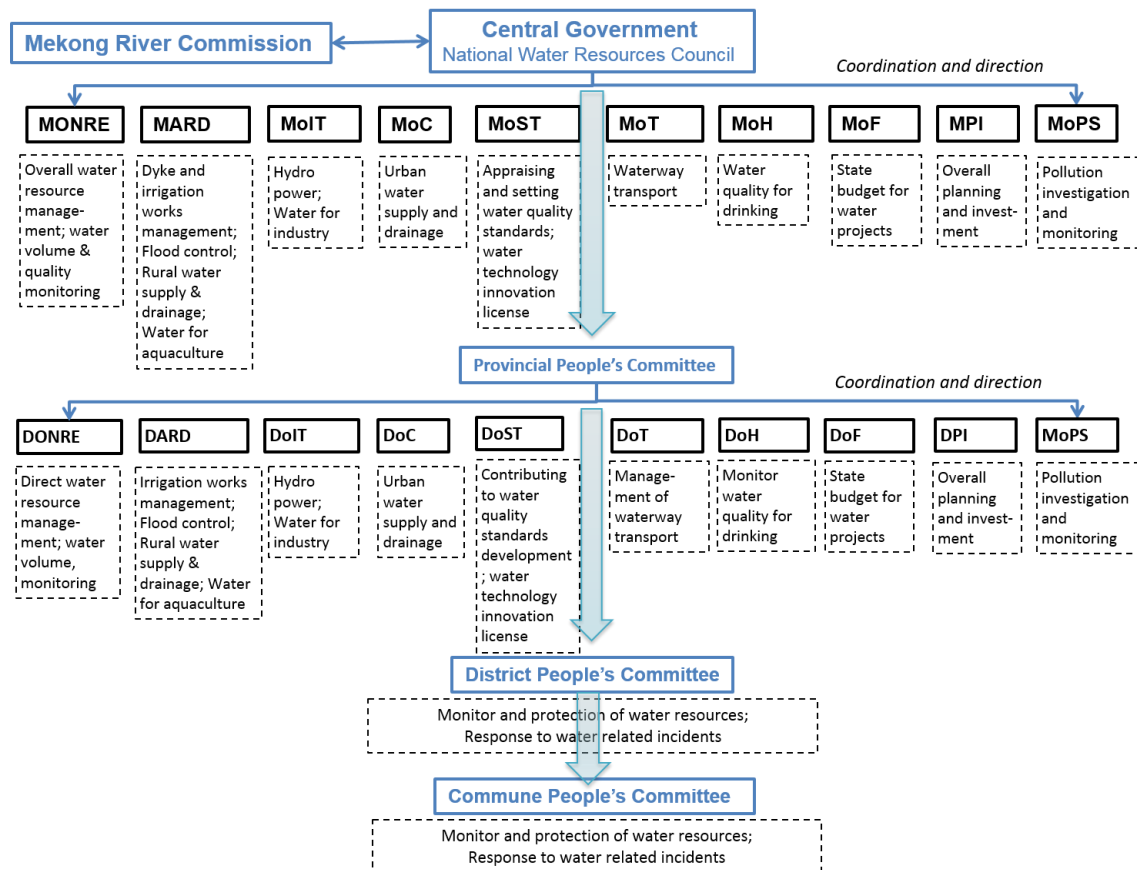 Mekong River Commission
Central Government
National Water Resources Council
Coordination and direction
MONRE
MARD
MoIT
MoC
MoST
MoT
MoH
MoF
MPI
MoPS
Overall water
resource
manage-
ment; water
volume &
quality
monitoring
Dyke and
irrigation
works
management;
Flood control;
Rural water
supply &
drainage;
Water for
aquaculture
Hydro
power;
Water for
industry
Urban
water
supply and
drainage
Appraising and
setting water
quality
standards;
water
technology
innovation
license
Waterway
transport
Water
quality for
drinking
State
budget for
water
projects
Overall
planning
and invest-
ment
Pollution
investigation
and
monitoring
Provincial People's Committee
Coordination and direction
DONRE
DARD
DoIT
DoC
DoST
DoT
DoH
DoF
DPI
MoPS
Direct water
resource
manage-
ment; water
volume,
monitoring
Irrigation works
management;
Flood control;
Rural water
supply &
drainage; Water
for aquaculture
Hydro
power;
Water for
industry
Urban
water
supply and
drainage
Contributing
to water
quality
standards
development
; water
technology
innovation
license
Manage-
ment of
waterway
transport
Monitor
water
quality for
drinking
State
budget for
water
projects
Overall
planning
and invest-
ment
Pollution
investigation
and
monitoring
District People's Committee
Monitor and protection of water resources;
Response to water related incidents
Commune People's Committee
Monitor and protection of water resources;
Response to water related incidents